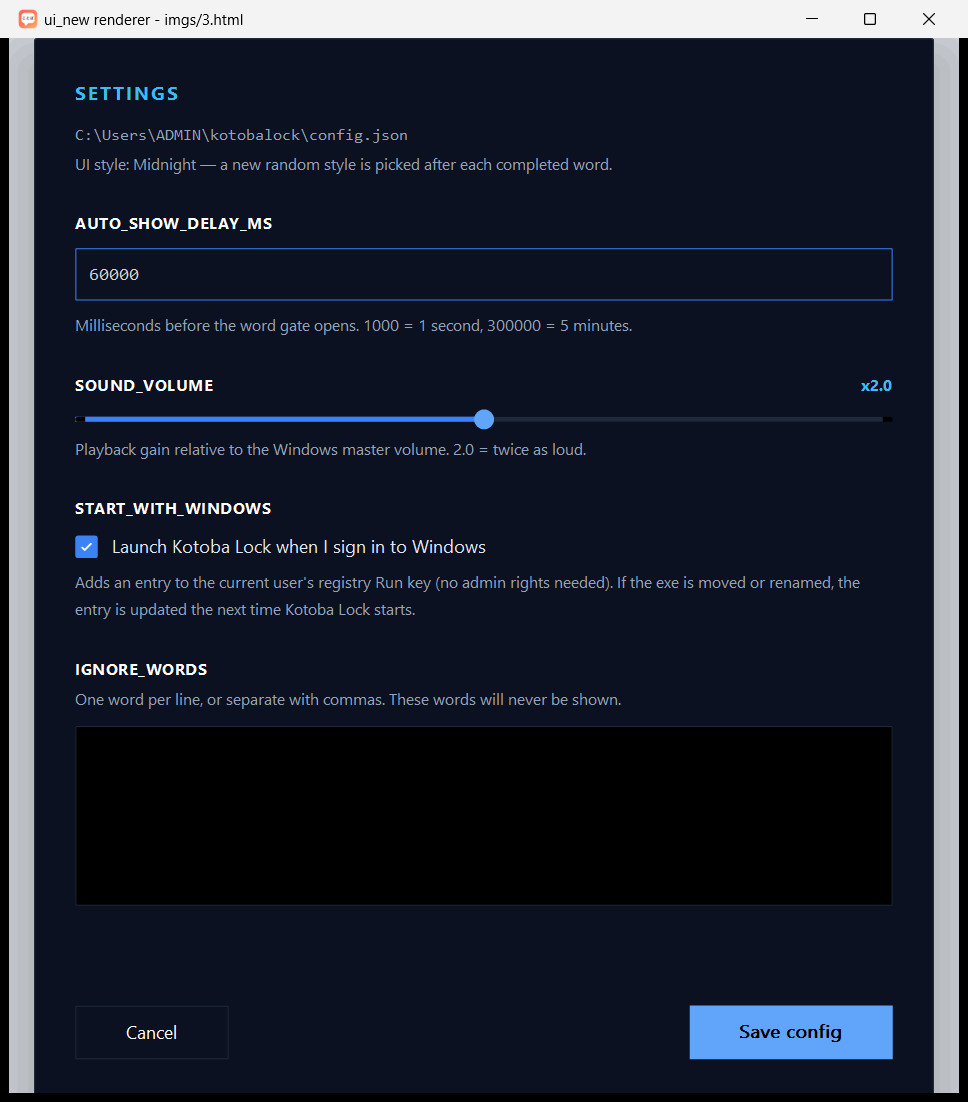 ui_new renderer - imgs/3.html
SETTINGS
C:\Users\ADMIN\kotobalock\config.json
UI style: Midnight — a new random style is picked after each completed word.
AUTO_SHOW_DELAY_MS
60000
Milliseconds before the word gate opens. 1000 = 1 second, 300000 = 5 minutes.
SOUND_VOLUME x2.0
Playback gain relative to the Windows master volume. 2.0 = twice as loud.
START_WITH_WINDOWS
Launch Kotoba Lock when I sign in to Windows
Adds an entry to the current user's registry Run key (no admin rights needed). If the exe is moved or renamed, the
entry is updated the next time Kotoba Lock starts.
IGNORE_WORDS
One word per line, or separate with commas. These words will never be shown.
Cancel Save config